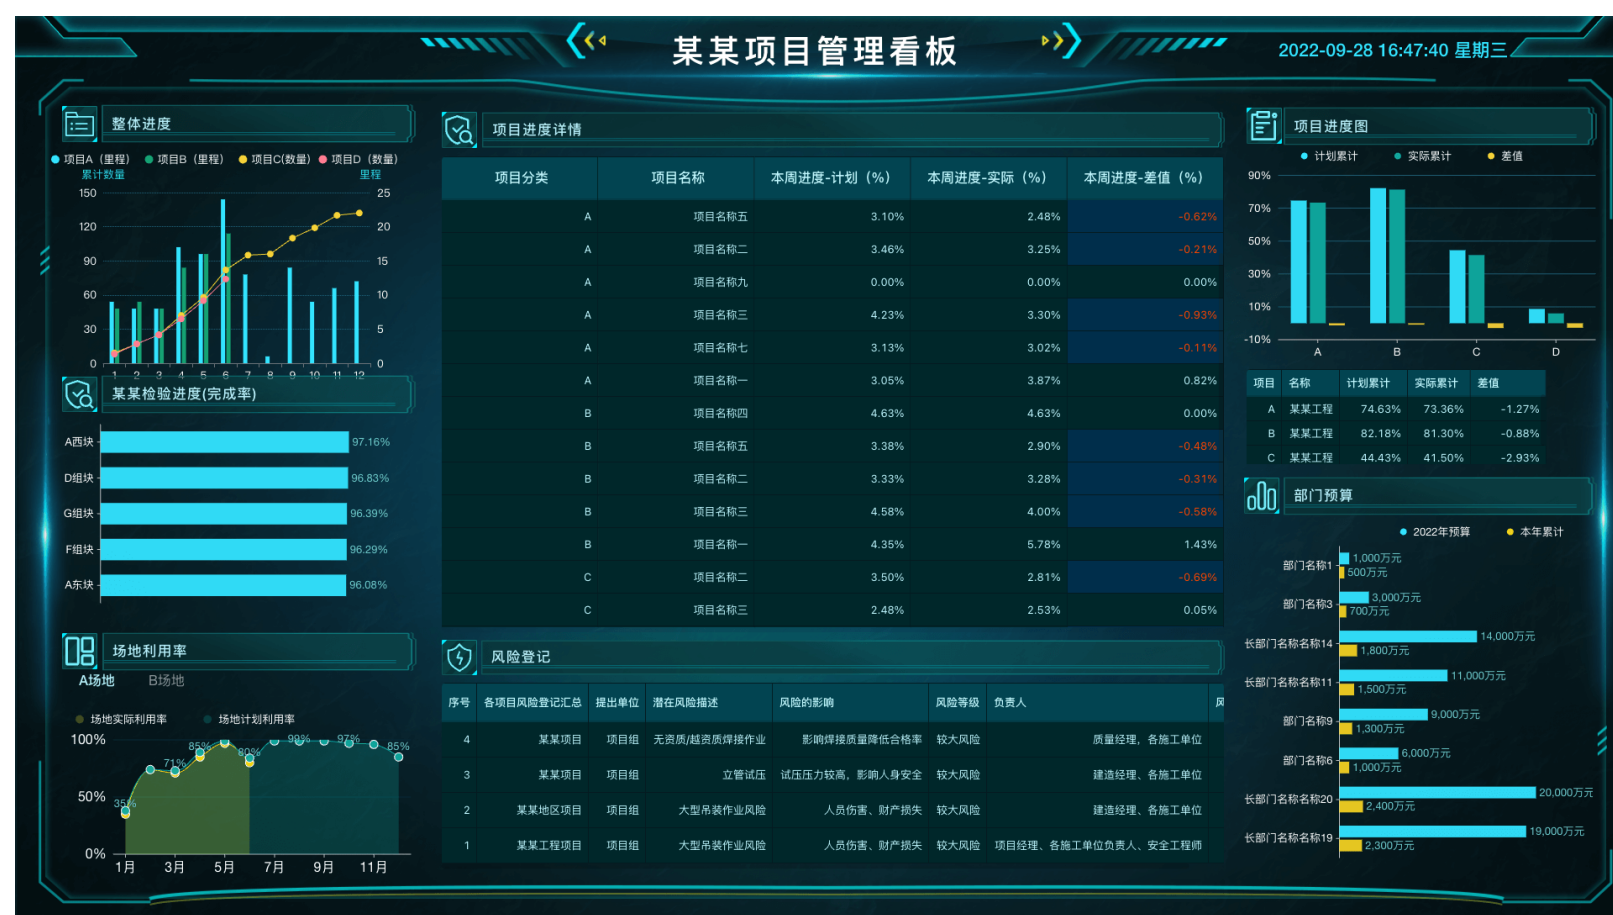 某某项目管理看板
2022-09-28 16:47:40 星期三
整体进度
项目A（里程） 项目B（里程） 项目C(数量) 项目D（数量）
累计数量 里程
150 25
120 20
90 15
60 10
30 5
0 0
1 2 3 4 5 6 7 8 9 10 11 12
某某检验进度(完成率)
A西块 97.16%
D组块 96.83%
G组块 96.39%
F组块 96.29%
A东块 96.08%
场地利用率
A场地 B场地
场地实际利用率 场地计划利用率
100%
50%
0%
35% 71% 85% 80% 99% 97% 85%
1月 3月 5月 7月 9月 11月
项目进度详情
项目分类 项目名称 本周进度-计划（%） 本周进度-实际（%） 本周进度-差值（%）
A 项目名称五 3.10% 2.48% -0.62%
A 项目名称二 3.46% 3.25% -0.21%
A 项目名称九 0.00% 0.00% 0.00%
A 项目名称三 4.23% 3.30% -0.93%
A 项目名称七 3.13% 3.02% -0.11%
A 项目名称一 3.05% 3.87% 0.82%
B 项目名称四 4.63% 4.63% 0.00%
B 项目名称五 3.38% 2.90% -0.48%
B 项目名称二 3.33% 3.28% -0.31%
B 项目名称三 4.58% 4.00% -0.58%
B 项目名称一 4.35% 5.78% 1.43%
C 项目名称二 3.50% 2.81% -0.69%
C 项目名称三 2.48% 2.53% 0.05%
风险登记
序号 各项目风险登记汇总 提出单位 潜在风险描述 风险的影响 风险等级 负责人
4 某某项目 项目组 无资质/越资质焊接作业 影响焊接质量降低合格率 较大风险 质量经理，各施工单位
3 某某项目 项目组 立管试压 试压压力较高，影响人身安全 较大风险 建造经理、各施工单位
2 某某地区项目 项目组 大型吊装作业风险 人员伤害、财产损失 较大风险 建造经理、各施工单位
1 某某工程项目 项目组 大型吊装作业风险 人员伤害、财产损失 较大风险 项目经理、各施工单位负责人、安全工程师
项目进度图
计划累计 实际累计 差值
90%
70%
50%
30%
10%
-10%
A B C D
项目 名称 计划累计 实际累计 差值
A 某某工程 74.63% 73.36% -1.27%
B 某某工程 82.18% 81.30% -0.88%
C 某某工程 44.43% 41.50% -2.93%
部门预算
2022年预算 本年累计
部门名称1 1,000万元
500万元
部门名称3 3,000万元
700万元
长部门名称名称14 14,000万元
1,800万元
长部门名称名称11 11,000万元
1,500万元
部门名称9 9,000万元
1,300万元
部门名称6 6,000万元
1,000万元
长部门名称名称20 20,000万元
2,400万元
长部门名称名称19 19,000万元
2,300万元